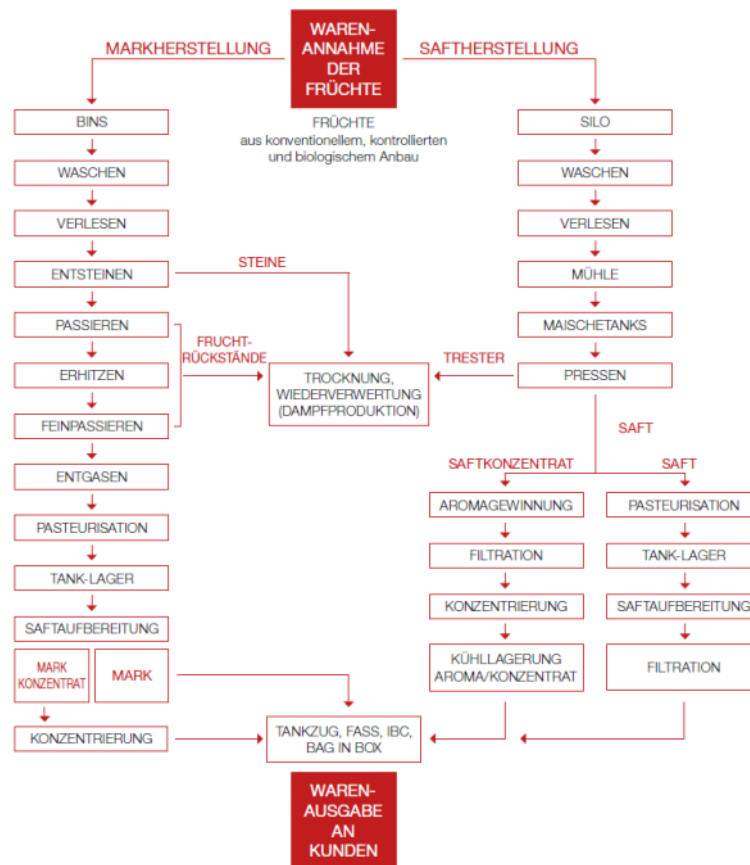 MARKHERSTELLUNG
WAREN-
ANNAHME
DER
FRÜCHTE
SAFTHERSTELLUNG
FRÜCHTE
aus konventionellem, kontrollierten
und biologischem Anbau
BINS
WASCHEN
VERLESEN
ENTSTEINEN
STEINE
PASSIEREN
ERHITZEN
FEINPASSIEREN
FRUCHT-
RÜCKSTÄNDE
ENTGASEN
PASTEURISATION
TANK-LAGER
SAFTAUFBEREITUNG
MARK
KONZENTRAT
MARK
KONZENTRIERUNG
TROCKNUNG,
WIEDERVERWERTUNG
(DAMPFPRODUKTION)
SILO
WASCHEN
VERLESEN
MÜHLE
MAISCHETANKS
TRESTER
PRESSEN
SAFT
SAFTKONZENTRAT
AROMAGEWINNUNG
FILTRATION
KONZENTRIERUNG
KÜHLLAGERUNG
AROMA/KONZENTRAT
SAFT
PASTEURISATION
TANK-LAGER
SAFTAUFBEREITUNG
FILTRATION
TANKZUG, FASS, IBC,
BAG IN BOX
WAREN-
AUSGABE
AN
KUNDEN